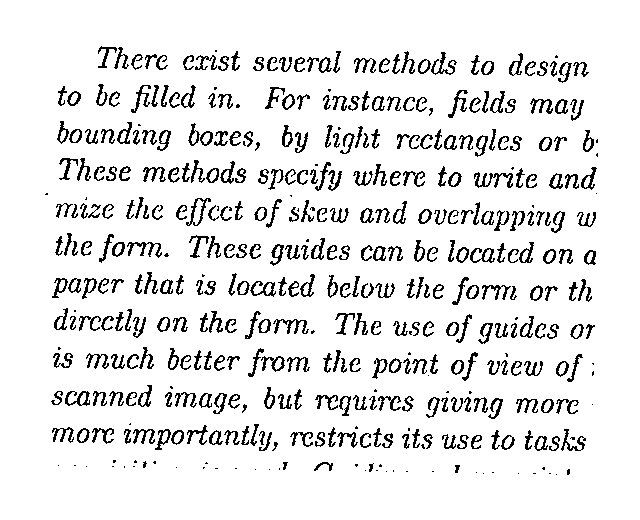 There exist several methods to design
to be filled in. For instance, fields may
bounding boxes, by light rectangles or
These methods specify where to write and
mize the effect of skew and overlapping
the form. These guides can be located on a
paper that is located below the form or
directly on the form. The use of guides
is much better from the point of view of
scanned image, but requires giving more
more importantly, restricts its use to tasks